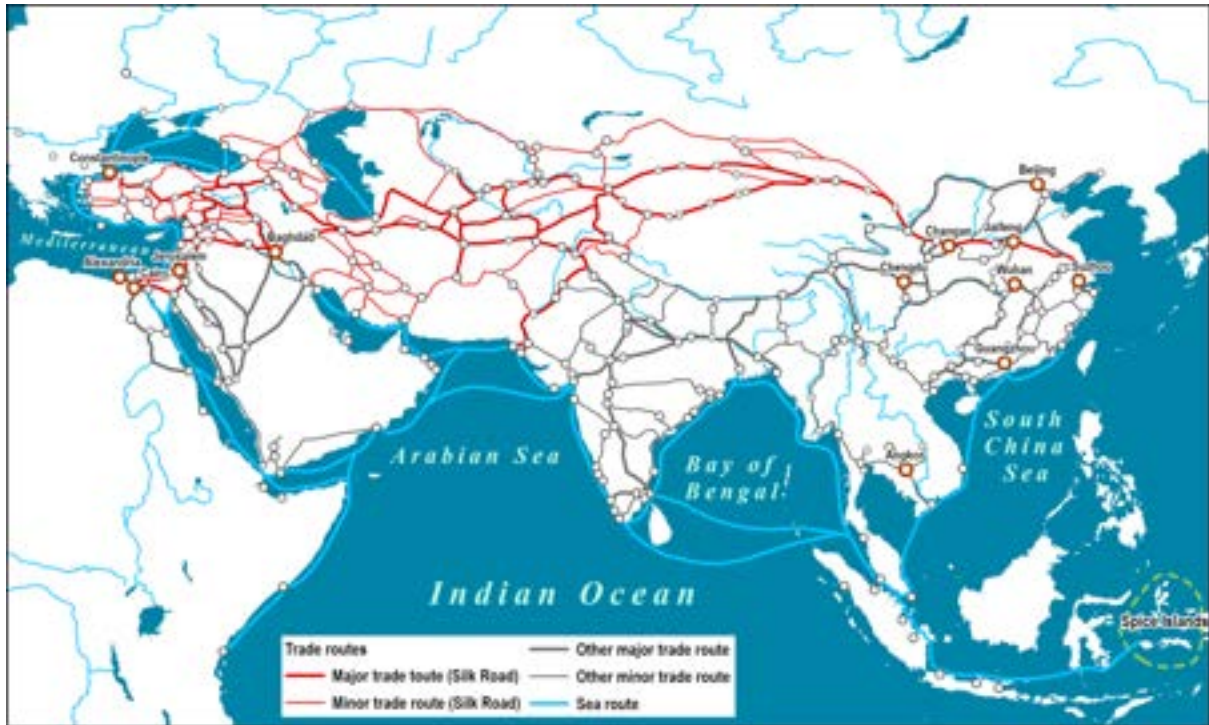 Constantinople
Beijing
Mediterranean
Baghdad
Jerusalem
Alexandria
Cairo
Changan
Kaifeng
Chengdu
Wuhan
Suzhou
Guangzhou
Arabian Sea
Bay of
Bengal
Angkor
South
China
Sea
Indian Ocean
Spice Islands
Trade routes
Major trade toute (Silk Road)
Minor trade route (Silk Road)
Other major trade route
Other minor trade route
Sea route